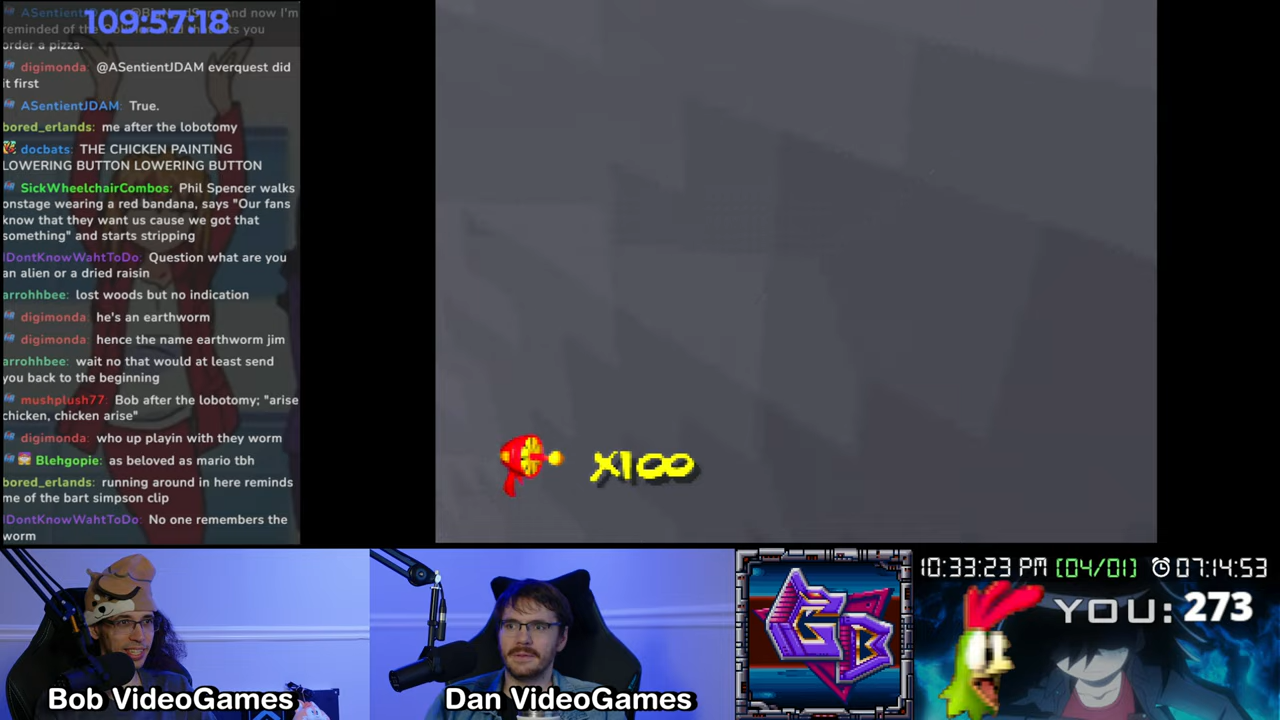 109:57:18
reminded of the
you
order a pizza.
digimonda: @ASentientJDAM everquest did
it first
ASentientJDAM: True.
bored_erlands: me after the lobotomy
docbats: THE CHICKEN PAINTING
LOWERING BUTTON LOWERING BUTTON
SickWheelchairCombos: Phil Spencer walks
onstage wearing a red bandana, says "Our fans
know that they want us cause we got that
something" and starts stripping
IDontKnowWahtToDo: Question what are you
an alien or a dried raisin
arrohhbee: lost woods but no indication
digimonda: he's an earthworm
digimonda: hence the name earthworm jim
arrohhbee: wait no that would at least send
you back to the beginning
mushplush77: Bob after the lobotomy; "arise
chicken, chicken arise"
digimonda: who up playin with they worm
Blehgopie: as beloved as mario tbh
bored_erlands: running around in here reminds
me of the bart simpson clip
IDontKnowWahtToDo: No one remembers the
worm
X100
Bob VideoGames
Dan VideoGames
GB
10:33:23 PM [04/01] 07:14:53
YOU: 273